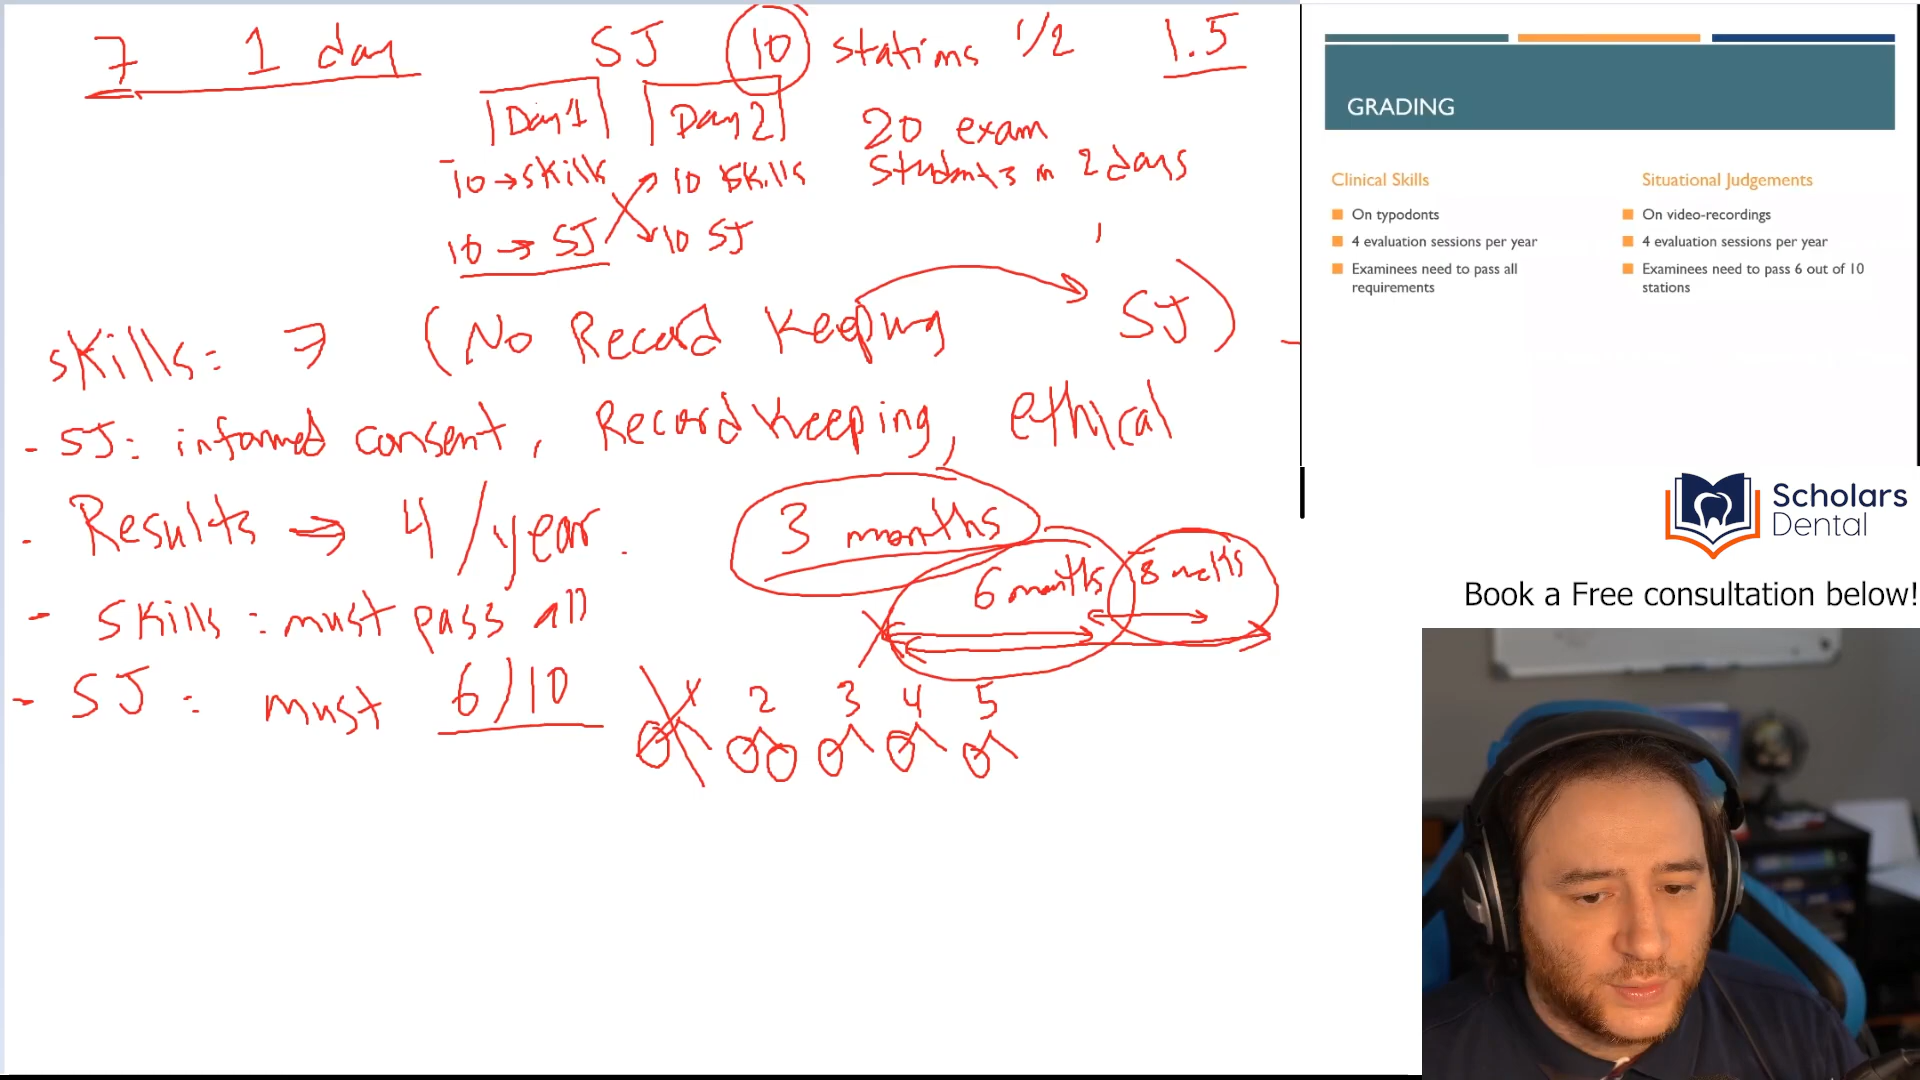 7 1 day SJ 10 stations 1/2 1.5
Day 1 Day 2 20 exam
10 → skills 10 skills students in 2 days
10 → SJ 10 SJ
skills: 7 (No Record Keeping SJ)
- SJ: informed consent, Record Keeping, ethical
- Results → 4/year. 3 months
6 months 8 weeks
- skills: must pass all
- SJ: must 6/10
2 3 4 5
GRADING
Clinical Skills
On typodonts
4 evaluation sessions per year
Examinees need to pass all
requirements
Situational Judgements
On video-recordings
4 evaluation sessions per year
Examinees need to pass 6 out of 10
stations
Scholars
Dental
Book a Free consultation below!